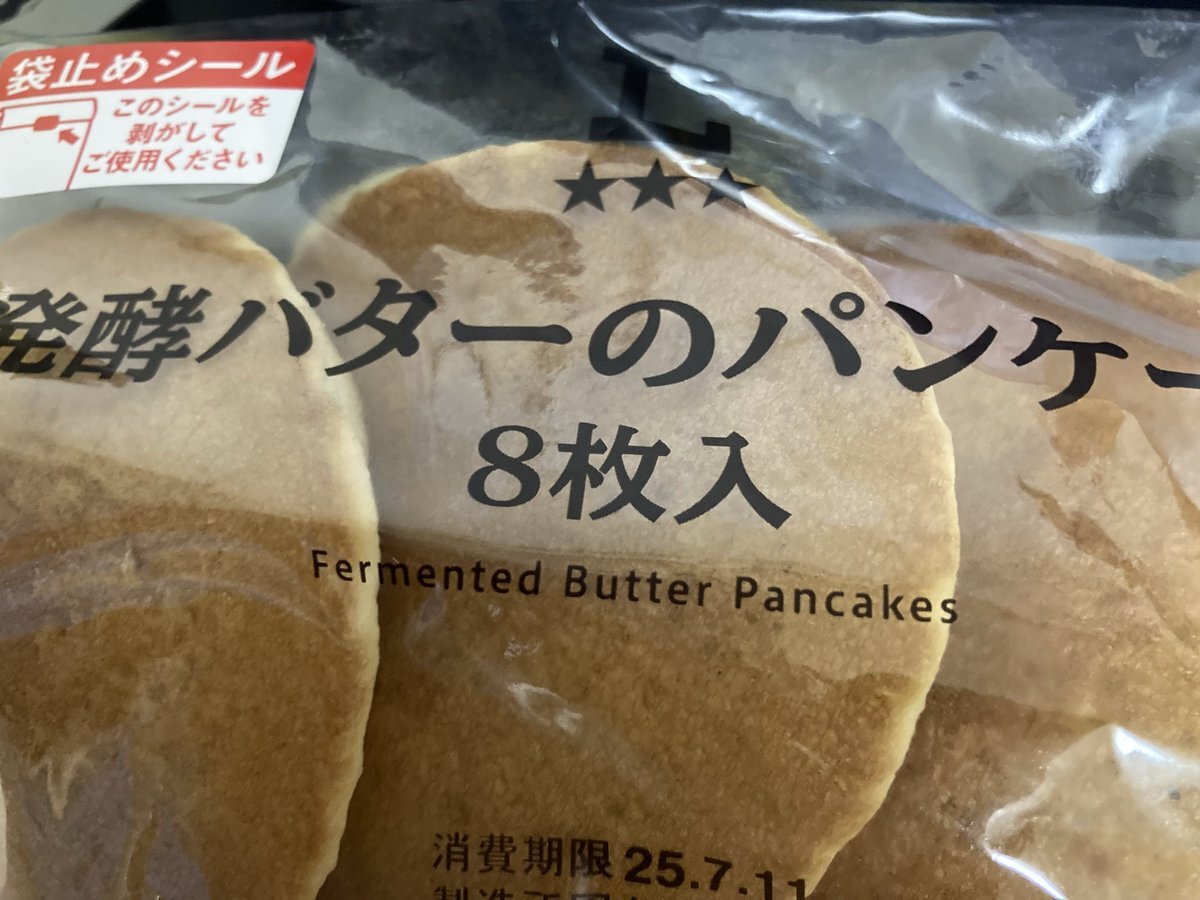 袋止めシール
このシールを
剥がして
ご使用ください
L
★★★
発酵バターのパンケー
8枚入
Fermented Butter Pancakes
消費期限 25.7.11